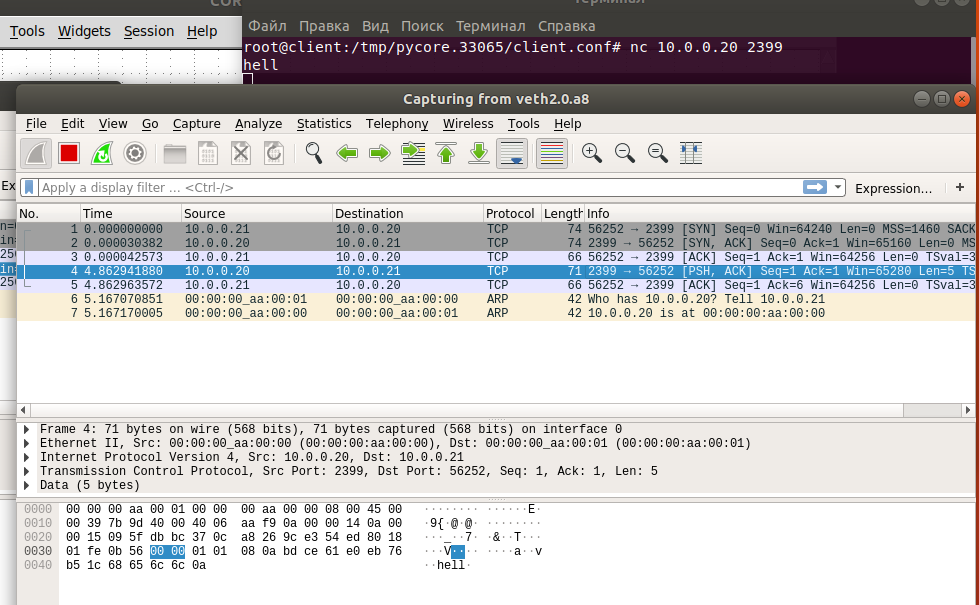 Файл Правка Вид Поиск Терминал Справка
Tools Widgets Session Help
root@client:/tmp/pycore.33065/client.conf# nc 10.0.0.20 2399
hell
Capturing from veth2.0.a8
File Edit View Go Capture Analyze Statistics Telephony Wireless Tools Help
Apply a display filter … <Ctrl-/> Expression… +
No. Time Source Destination Protocol Length Info
1 0.000000000 10.0.0.21 10.0.0.20 TCP 74 56252 → 2399 [SYN] Seq=0 Win=64240 Len=0 MSS=1460 SACK
2 0.000030382 10.0.0.20 10.0.0.21 TCP 74 2399 → 56252 [SYN, ACK] Seq=0 Ack=1 Win=65160 Len=0 MS
3 0.000042573 10.0.0.21 10.0.0.20 TCP 66 56252 → 2399 [ACK] Seq=1 Ack=1 Win=64256 Len=0 TSval=3
4 4.862941880 10.0.0.20 10.0.0.21 TCP 71 2399 → 56252 [PSH, ACK] Seq=1 Ack=1 Win=65280 Len=5 TS
5 4.862963572 10.0.0.21 10.0.0.20 TCP 66 56252 → 2399 [ACK] Seq=1 Ack=6 Win=64256 Len=0 TSval=3
6 5.167070851 00:00:00_aa:00:01 00:00:00_aa:00:00 ARP 42 Who has 10.0.0.20? Tell 10.0.0.21
7 5.167170005 00:00:00_aa:00:00 00:00:00_aa:00:01 ARP 42 10.0.0.20 is at 00:00:00:aa:00:00
Frame 4: 71 bytes on wire (568 bits), 71 bytes captured (568 bits) on interface 0
Ethernet II, Src: 00:00:00_aa:00:00 (00:00:00:aa:00:00), Dst: 00:00:00_aa:00:01 (00:00:00:aa:00:01)
Internet Protocol Version 4, Src: 10.0.0.20, Dst: 10.0.0.21
Transmission Control Protocol, Src Port: 2399, Dst Port: 56252, Seq: 1, Ack: 1, Len: 5
Data (5 bytes)
0000 00 00 00 aa 00 01 00 00 00 aa 00 00 08 00 45 00 ········ ······E·
0010 00 39 7b 9d 40 00 40 06 aa f9 0a 00 00 14 0a 00 ·9{·@·@· ········
0020 00 15 09 5f db bc 37 0c a8 26 9c e3 54 ed 80 18 ···_··7· ·&··T···
0030 01 fe 0b 56 00 00 01 01 08 0a bd ce 61 e0 eb 76 ···V···· ····a··v
0040 b5 1c 68 65 6c 6c 0a ··hell·